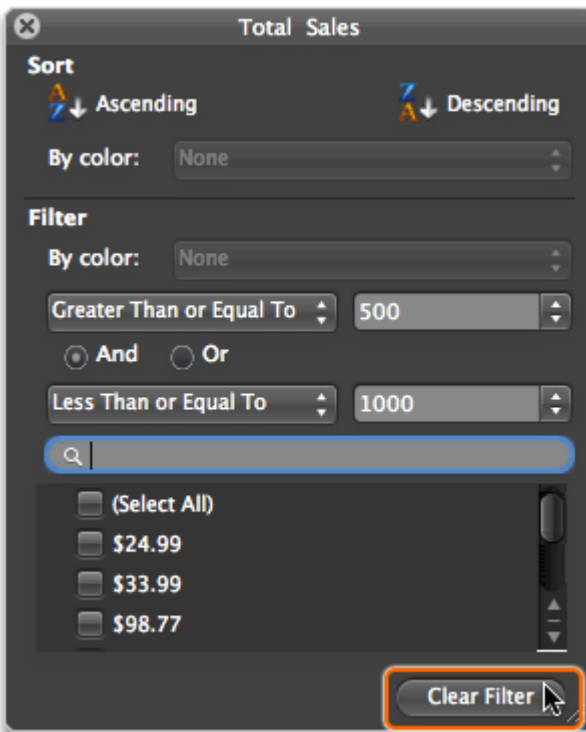 Total Sales
Sort
A
Z Ascending
Z
A Descending
By color: None
Filter
By color: None
Greater Than or Equal To 500
And Or
Less Than or Equal To 1000
(Select All)
$24.99
$33.99
$98.77
Clear Filter